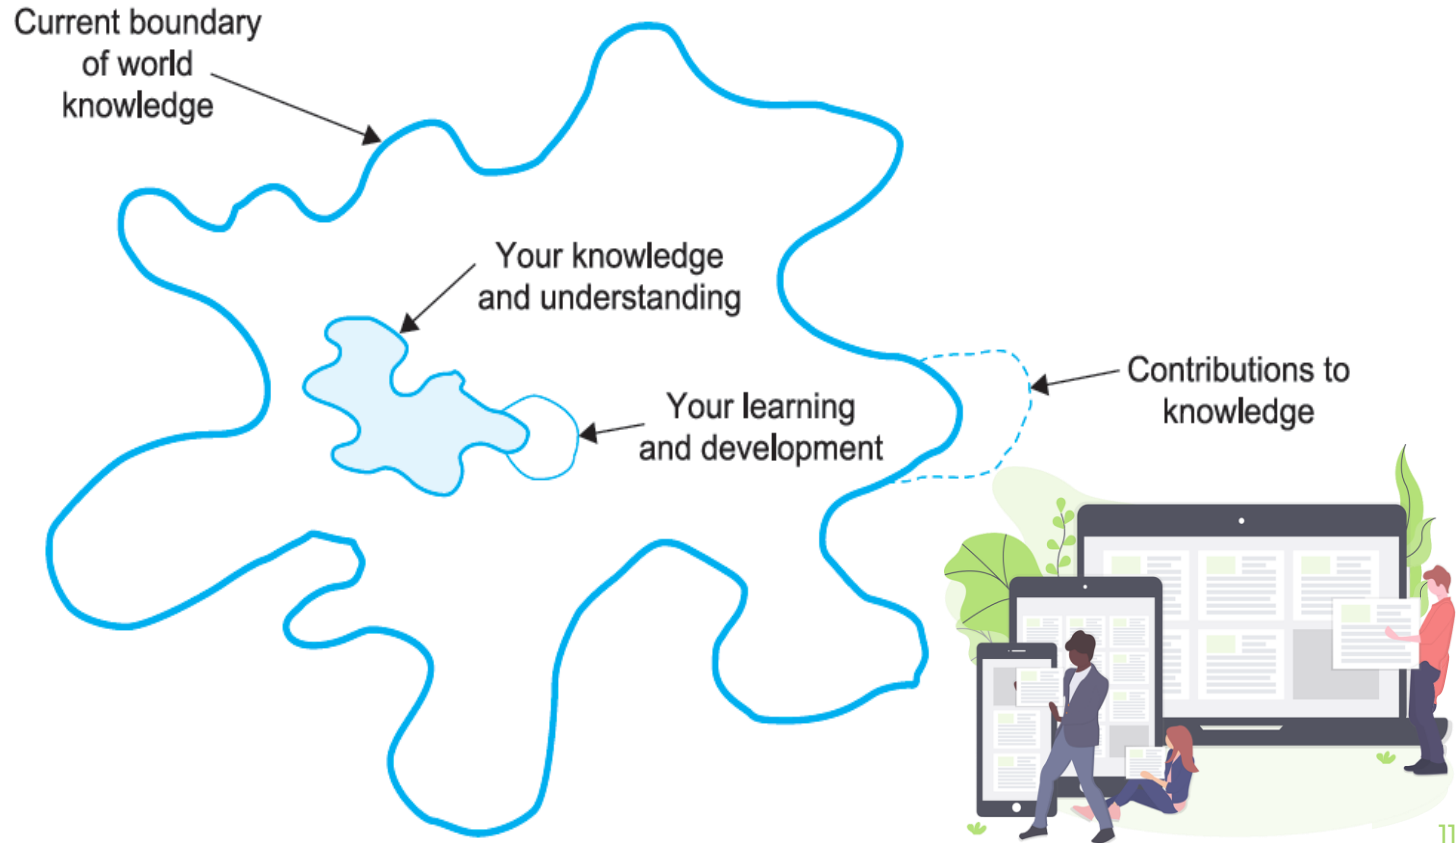 Current boundary
of world
knowledge
Your knowledge
and understanding
Your learning
and development
Contributions to
knowledge
11